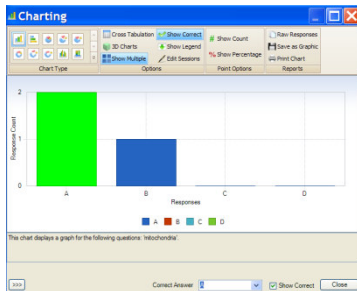 Charting
Cross Tabulation
Show Correct
3D Charts
Show Legend
Show Multiple
Edit Sessions
# Show Count
% Show Percentage
Raw Responses
Save as Graphic
Print Chart
Chart Type
Options
Point Options
Reports
Response Count
2
1
0
A B C D
Responses
A B C D
This chart displays a graph for the following questions: 'mitochondria'.
>>>
Correct Answer A
Show Correct
Close